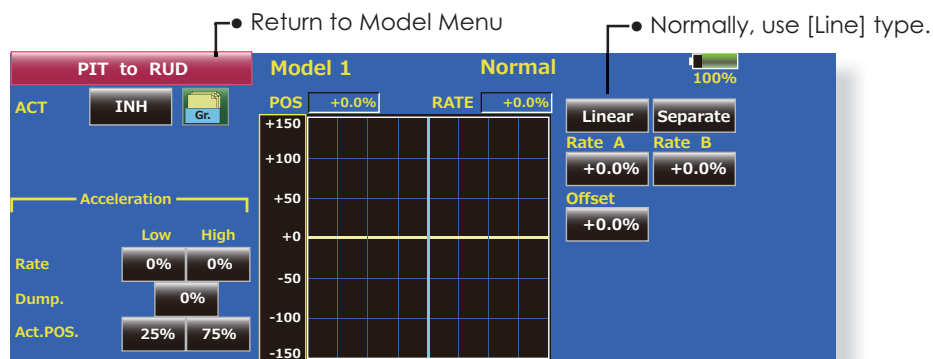 Return to Model Menu
Normally, use [Line] type.
PIT to RUD
Model 1
Normal
100%
ACT
INH
Gr.
POS
+0.0%
RATE
+0.0%
Linear
Separate
Rate A
Rate B
+0.0%
+0.0%
Offset
+0.0%
+150
+100
+50
+0
-50
-100
-150
Acceleration
Low
High
Rate
0%
0%
Dump.
0%
Act.POS.
25%
75%